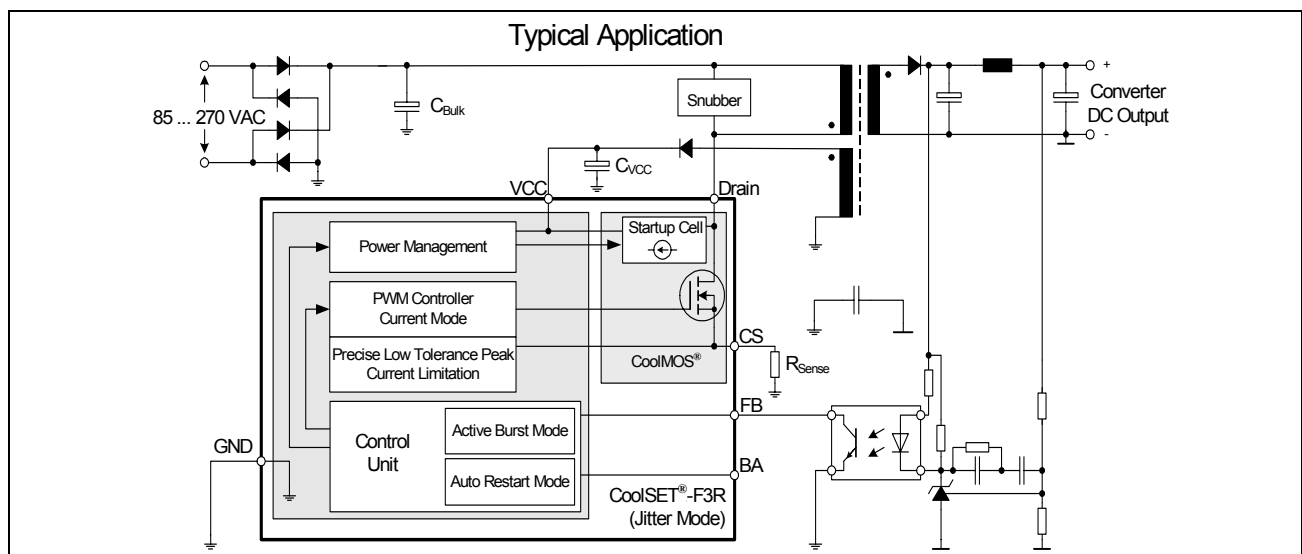 Typical Application
85 ... 270 VAC
CBulk
Snubber
+
Converter
DC Output
-
CVCC
VCC
Drain
Power Management
Startup Cell
PWM Controller
Current Mode
Precise Low Tolerance Peak
Current Limitation
CoolMOS®
CS
RSense
FB
Control
Unit
Active Burst Mode
Auto Restart Mode
GND
BA
CoolSET®-F3R
(Jitter Mode)